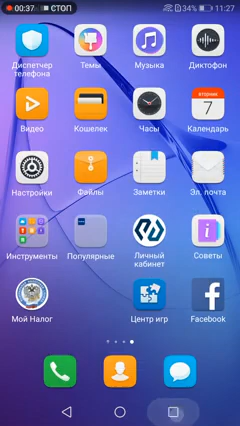 00:37 СТОП 34% 11:27
Диспетчер телефона Темы Музыка Диктофон
вторник
7
Видео Кошелек Часы Календарь
Настройки Файлы Заметки Эл. почта
Инструменты Популярные Личный кабинет Советы
Мой Налог Центр игр Facebook